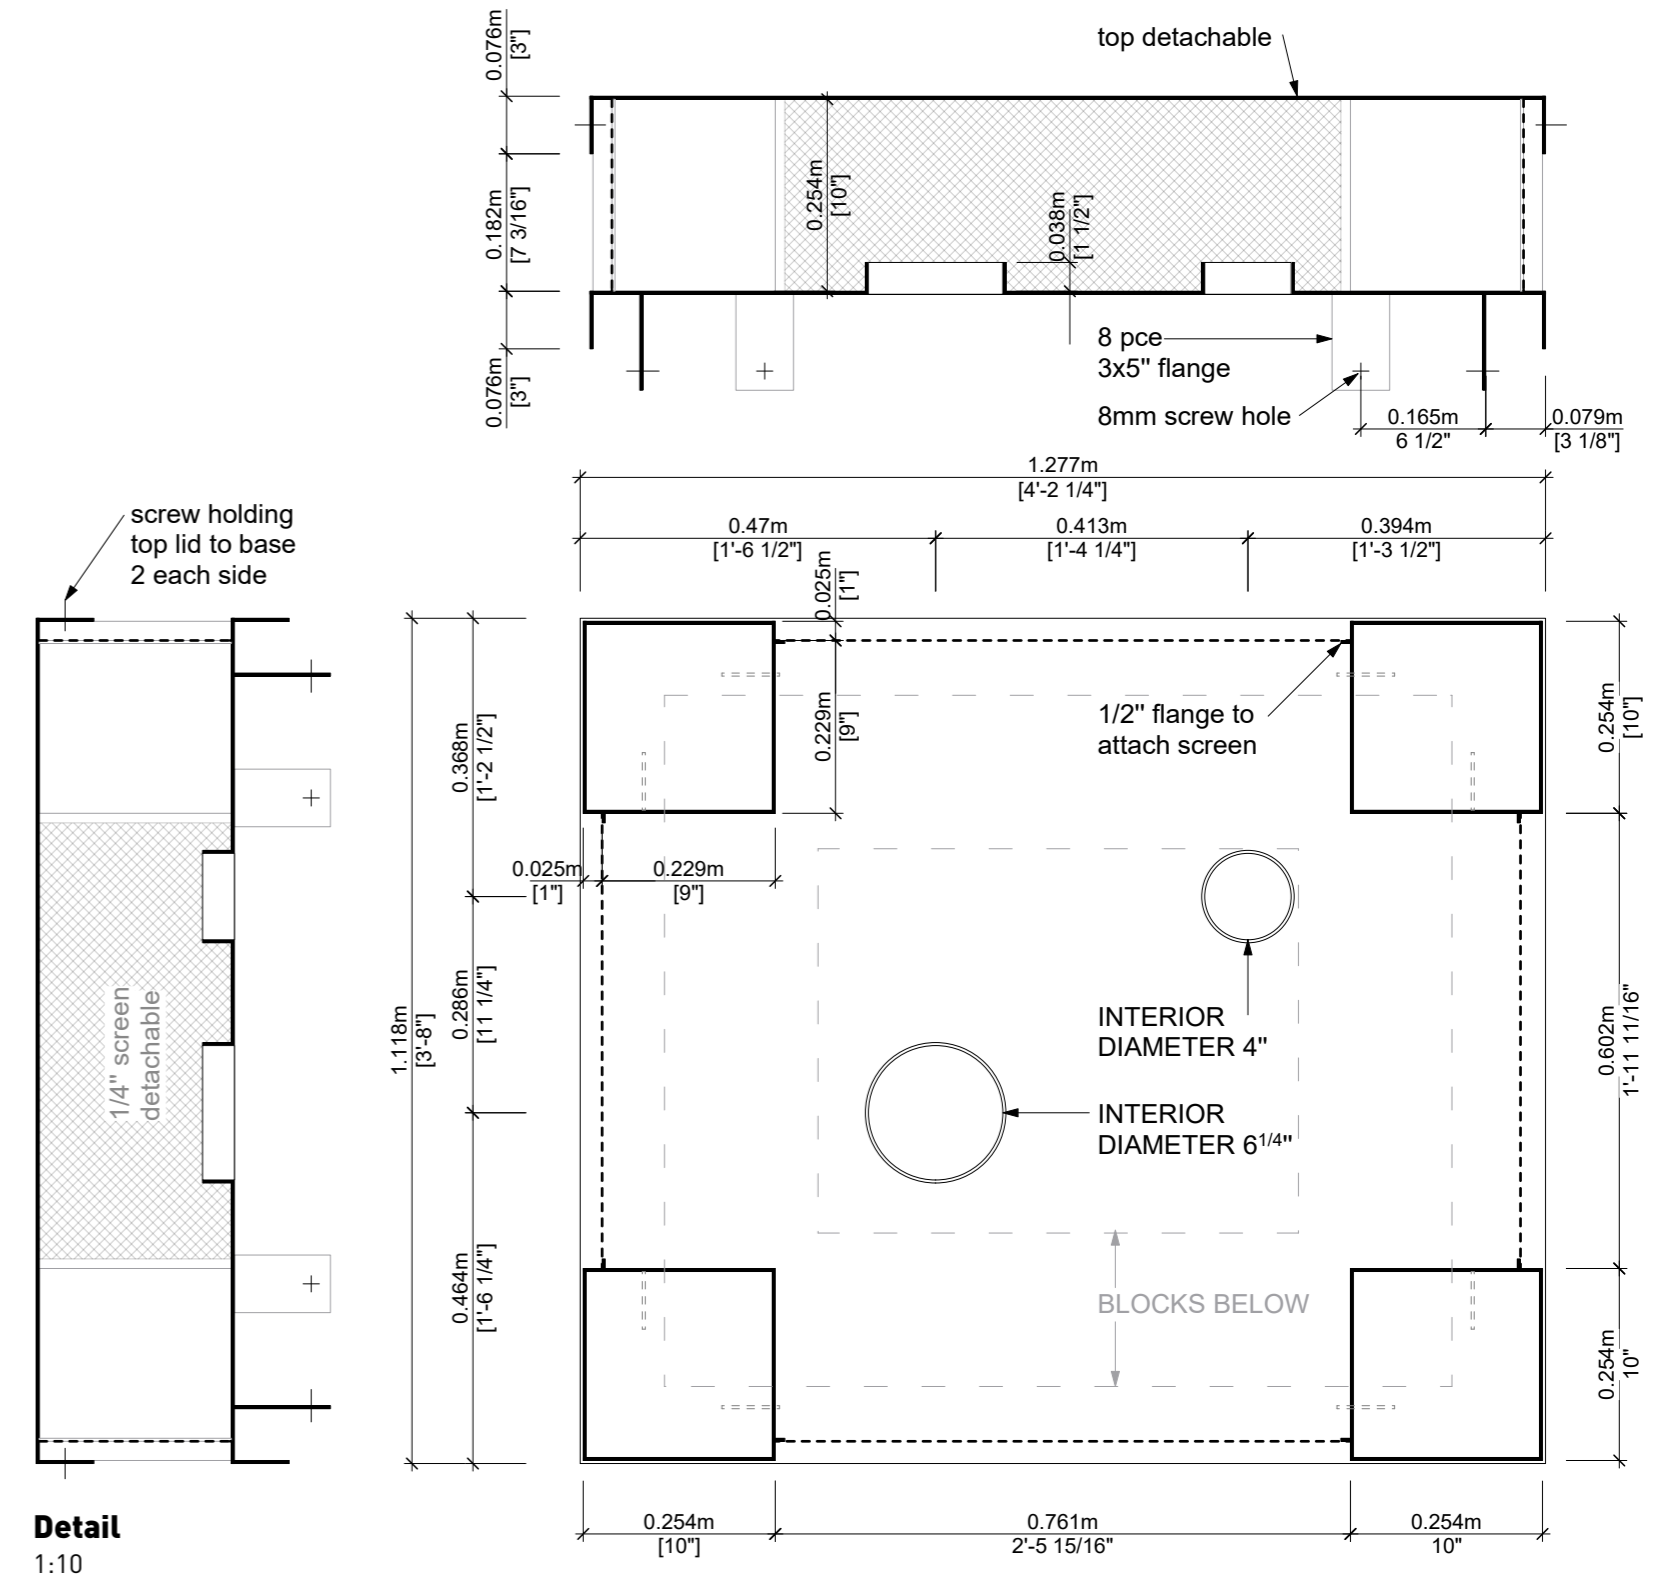 top detachable
0.076m
[3"]
0.182m
[7 3/16"]
0.076m
[3"]
0.254m
[10"]
0.038m
[1 1/2"]
8 pce
3x5" flange
8mm screw hole
0.165m
6 1/2"
0.079m
[3 1/8"]
1.277m
[4'-2 1/4"]
0.47m
[1'-6 1/2"]
0.413m
[1'-4 1/4"]
0.394m
[1'-3 1/2"]
screw holding
top lid to base
2 each side
1/4" screen
detachable
1.118m
[3'-8"]
0.368m
[1'-2 1/2"]
0.286m
[11 1/4"]
0.464m
[1'-6 1/4"]
0.025m
[1"]
0.229m
[9"]
0.025m
[1"]
0.229m
[9"]
1/2" flange to
attach screen
INTERIOR
DIAMETER 4"
INTERIOR
DIAMETER 6 1/4"
BLOCKS BELOW
0.254m
[10"]
0.602m
1'-11 11/16"
0.254m
10"
0.254m
[10"]
0.761m
2'-5 15/16"
0.254m
10"
Detail
1:10